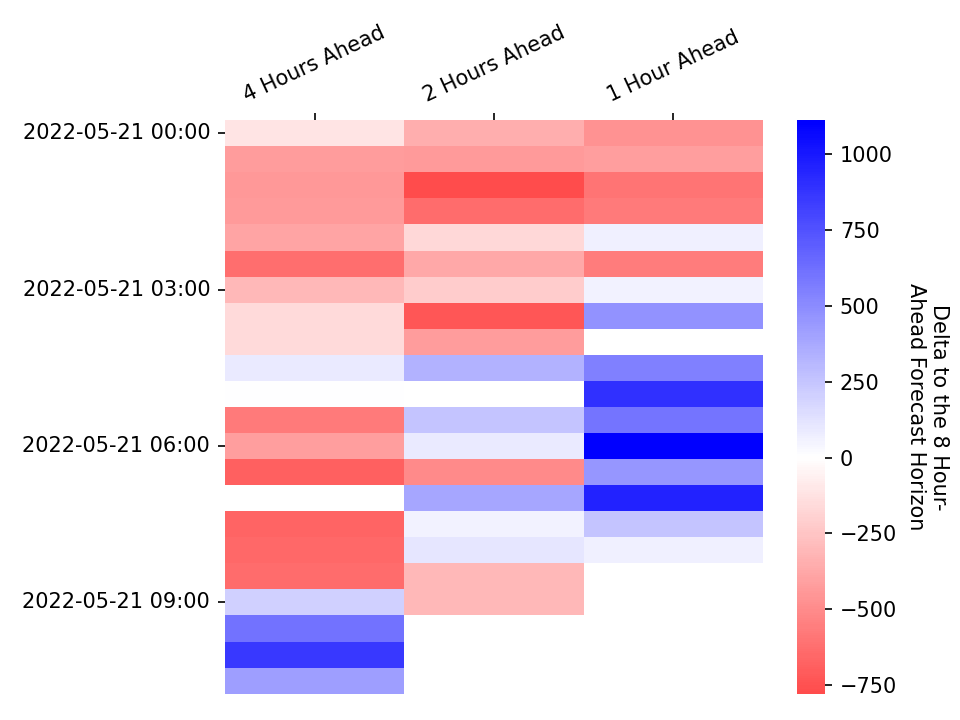 4 Hours Ahead
2 Hours Ahead
1 Hour Ahead
2022-05-21 00:00
2022-05-21 03:00
2022-05-21 06:00
2022-05-21 09:00
1000
750
500
250
0
−250
−500
−750
Delta to the 8 Hour-
Ahead Forecast Horizon